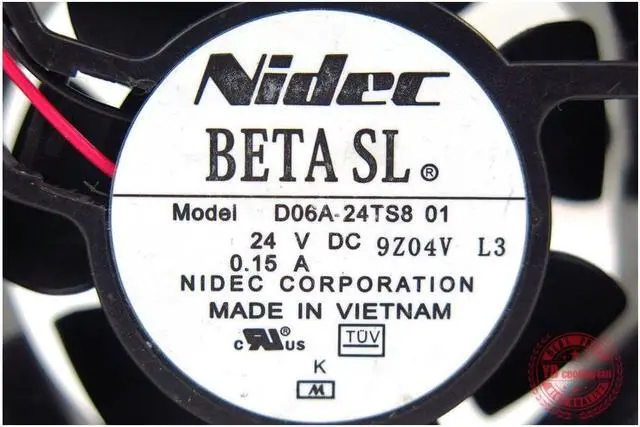 Nidec
BETA SL ®
Model D06A-24TS8 01
24 V DC 9Z04V L3
0.15 A
NIDEC CORPORATION
MADE IN VIETNAM
c RU ® US TÜV
K
M